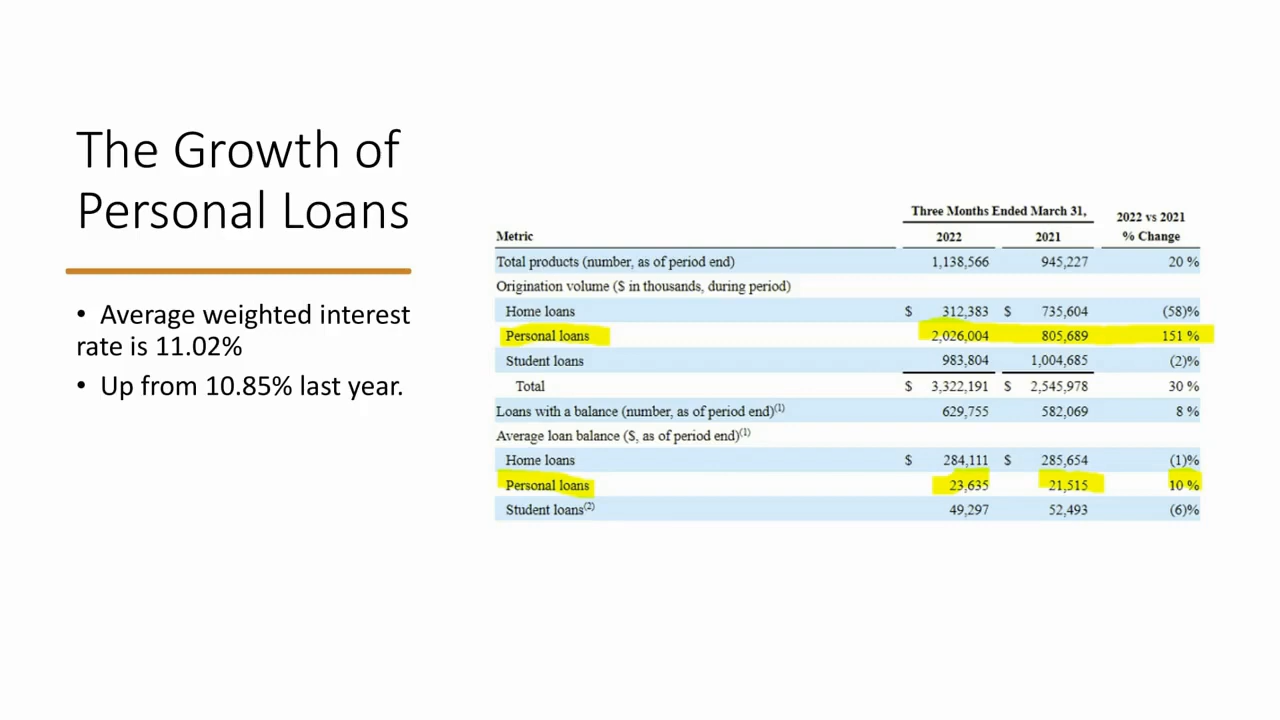 The Growth of
Personal Loans
• Average weighted interest
rate is 11.02%
• Up from 10.85% last year.
Three Months Ended March 31, 2022 vs 2021
Metric 2022 2021 % Change
Total products (number, as of period end) 1,138,566 945,227 20 %
Origination volume ($ in thousands, during period)
Home loans $ 312,383 $ 735,604 (58)%
Personal loans 2,026,004 805,689 151 %
Student loans 983,804 1,004,685 (2)%
Total $ 3,322,191 $ 2,545,978 30 %
Loans with a balance (number, as of period end)(1) 629,755 582,069 8 %
Average loan balance ($, as of period end)(1)
Home loans $ 284,111 $ 285,654 (1)%
Personal loans 23,635 21,515 10 %
Student loans(2) 49,297 52,493 (6)%